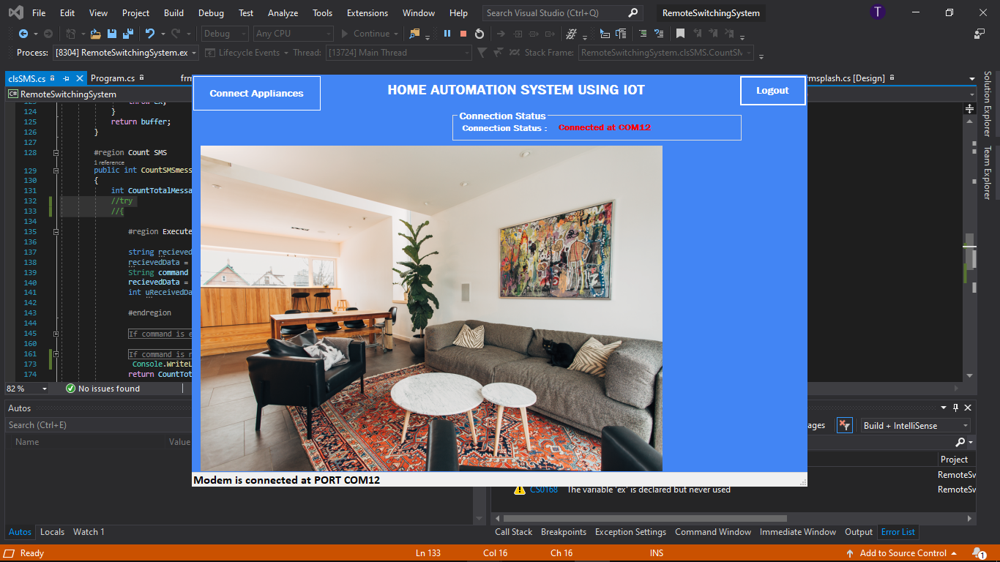 File Edit View Project Build Debug Test Analyze Tools Extensions Window Help Search Visual Studio (Ctrl+Q) RemoteSwitchingSystem T
Debug Any CPU Continue
Process: [8304] RemoteSwitchingSystem.ex Lifecycle Events Thread: [13724] Main Thread Stack Frame: RemoteSwitchingSystem.clsSMS.CountSM
clsSMS.cs Program.cs frm rmsplash.cs [Design]
C# RemoteSwitchingSystem
Connect Appliances
HOME AUTOMATION SYSTEM USING IOT
Logout
Connection Status
Connection Status : Connected at COM12
124 }
125 return buffer;
126 }
127
128 #region Count SMS
1 reference
129 public int CountSMSmess
130 {
131 int CountTotalMessa
132 //try
133 //{
134
135 #region Execute
136
137 string recieved
138 recievedData =
139 String command
140 recievedData =
141 int uReceivedDa
142
143 #endregion
144
145 If command is e
160
161 If command is n
173 Console.WriteL
174 return CountTot
82 % No issues found
Solution Explorer
Team Explorer
Autos
Search (Ctrl+E)
Name Value
ages Build + IntelliSense
Project
RemoteSw
CS0168 The variable 'ex' is declared but never used RemoteSw
Modem is connected at PORT COM12
Autos Locals Watch 1
Call Stack Breakpoints Exception Settings Command Window Immediate Window Output Error List
Ready Ln 133 Col 16 Ch 16 INS Add to Source Control 1